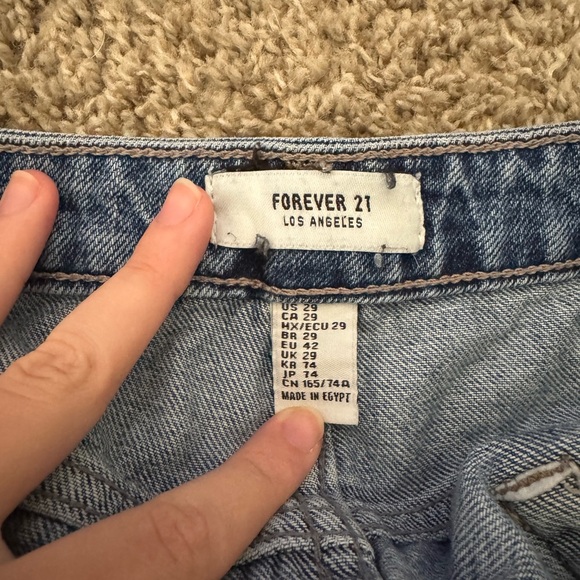 FOREVER 21
LOS ANGELES
US 29
CA 29
MX/ECU 29
BR 29
EU 42
UK 29
KR 74
JP 74
CN 165/74A
MADE IN EGYPT